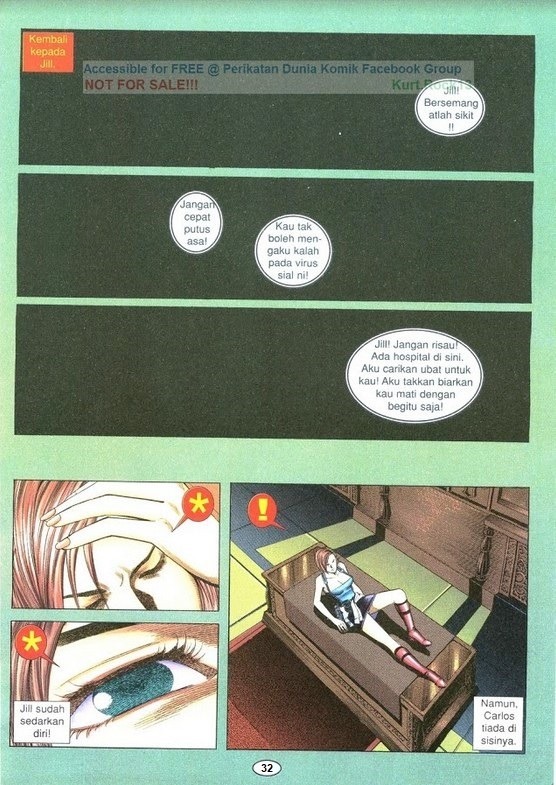 Kembali
kepada
Jill.
Accessible for FREE @ Perikatan Dunia Komik Facebook Group
NOT FOR SALE!!!
Jill!
Bersemang
atlah sikit
!!
Jangan
cepat
putus
asa!
Kau tak
boleh men-
gaku kalah
pada virus
sial ni!
Jill! Jangan risau!
Ada hospital di sini.
Aku carikan ubat untuk
kau! Aku takkan biarkan
kau mati dengan
begitu saja!
*
!
*
Jill sudah
sedarkan
diri!
Namun,
Carlos
tiada di
sisinya.
32